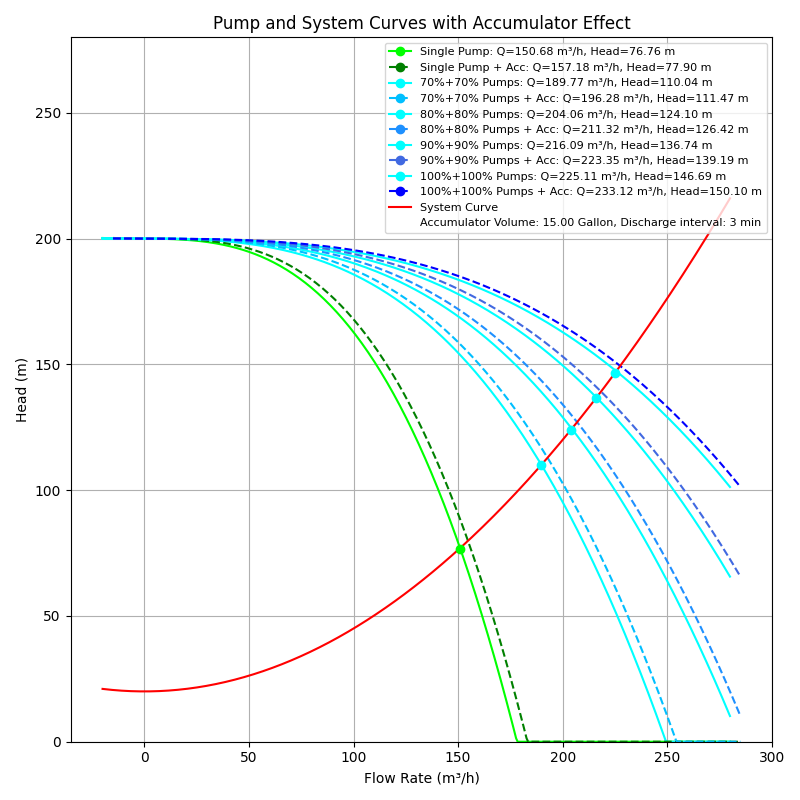 Pump and System Curves with Accumulator Effect
Single Pump: Q=150.68 m³/h, Head=76.76 m
Single Pump + Acc: Q=157.18 m³/h, Head=77.90 m
70%+70% Pumps: Q=189.77 m³/h, Head=110.04 m
70%+70% Pumps + Acc: Q=196.28 m³/h, Head=111.47 m
80%+80% Pumps: Q=204.06 m³/h, Head=124.10 m
80%+80% Pumps + Acc: Q=211.32 m³/h, Head=126.42 m
90%+90% Pumps: Q=216.09 m³/h, Head=136.74 m
90%+90% Pumps + Acc: Q=223.35 m³/h, Head=139.19 m
100%+100% Pumps: Q=225.11 m³/h, Head=146.69 m
100%+100% Pumps + Acc: Q=233.12 m³/h, Head=150.10 m
System Curve
Accumulator Volume: 15.00 Gallon, Discharge interval: 3 min
250
200
150
100
50
0
Head (m)
0 50 100 150 200 250 300
Flow Rate (m³/h)